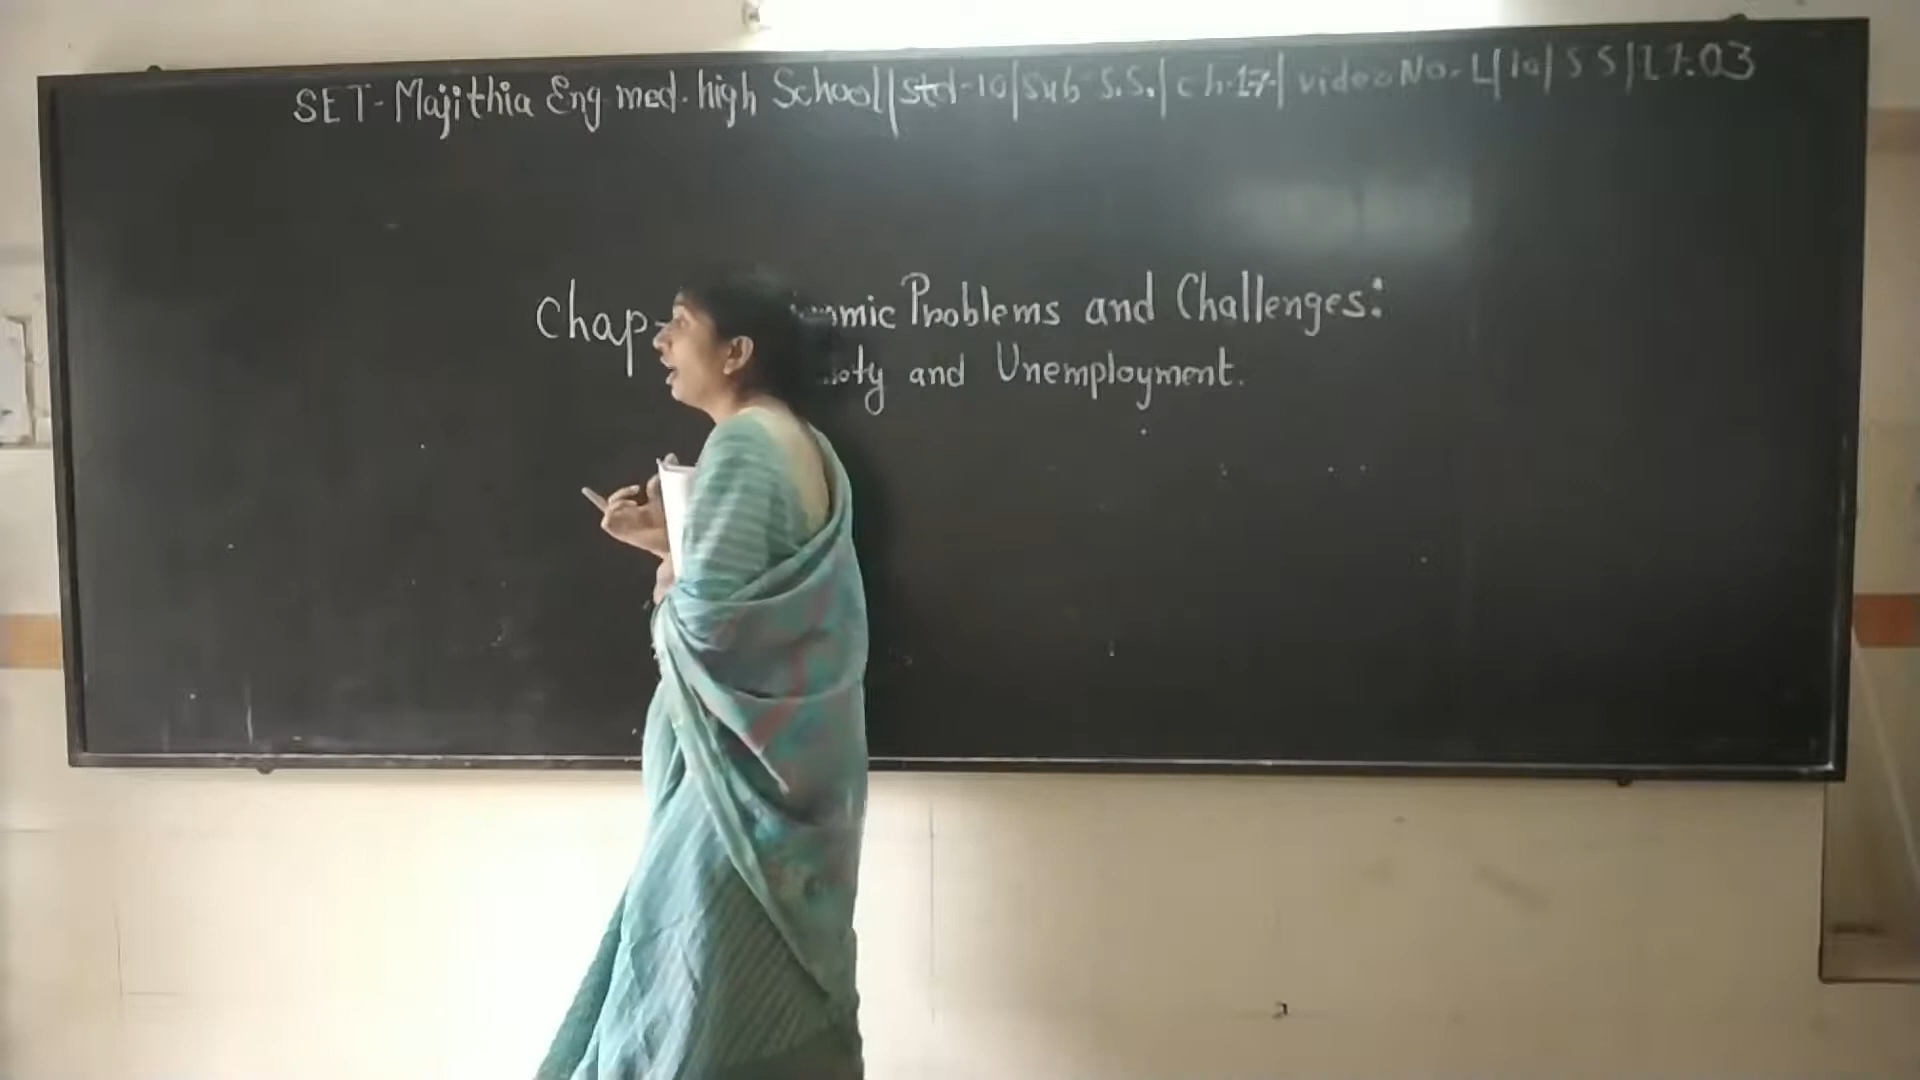 SET-Majithia Eng med. high School|Std-10|Sub S.S.|ch-17|video No-4|10|SS|17.03
Chap- Problems and Challenges:
and Unemployment.